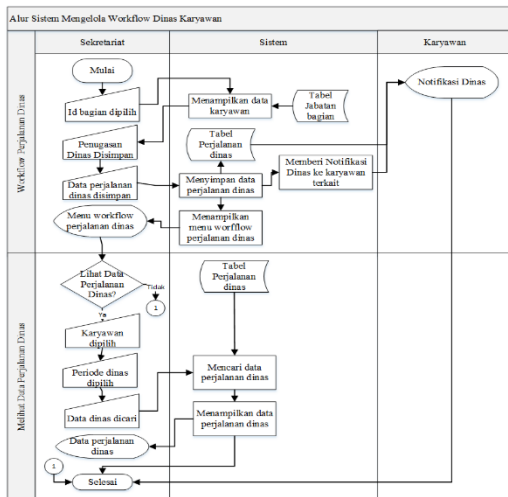 Alur Sistem Mengelola Workflow Dinas Karyawan
Sekretariat
Sistem
Karyawan
Workflow Perjalanan Dinas
Mulai
Id bagian dipilih
Menampilkan data
karyawan
Tabel
Jabatan
bagian
Notifikasi Dinas
Penugasan
Dinas Disimpan
Tabel
Perjalanan
dinas
Data perjalanan
dinas disimpan
Menyimpan data
perjalanan dinas
Memberi Notifikasi
Dinas ke karyawan
terkait
Menu workflow
perjalanan dinas
Menampilkan
menu worfflow
perjalanan dinas
Melihat Data Perjalanan Dinas
Lihat Data
Perjalanan
Dinas?
Tidak
1
Ya
Tabel
Perjalanan
dinas
Karyawan
dipilih
Periode dinas
dipilih
Mencari data
perjalanan dinas
Data dinas dicari
Menampilkan data
perjalanan dinas
Data perjalanan
dinas
1
Selesai